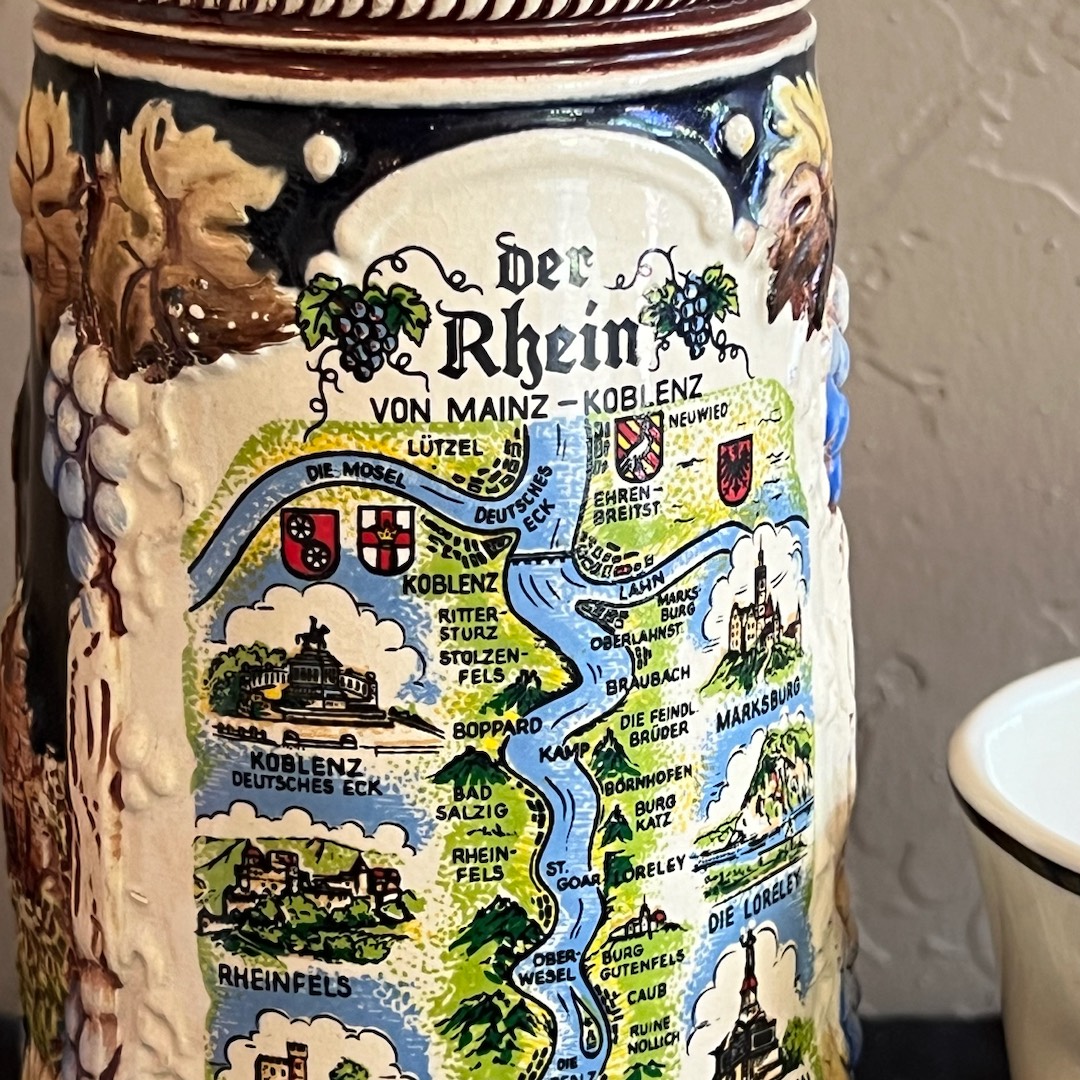 der
Rhein
VON MAINZ-KOBLENZ
LÜTZEL
NEUWIED
DIE MOSEL
DEUTSCHES
ECK
EHREN-
BREITST.
KOBLENZ
LAHN
MARKS-
BURG
RITTER-
STURZ
OBERLAHNST.
STOLZEN-
FELS
BRAUBACH
MARKSBURG
BOPPARD
DIE FEINDL.
BRÜDER
KAMP
KOBLENZ
DEUTSCHES ECK
BORNHOFEN
BAD
SALZIG
BURG
KATZ
RHEIN-
FELS
ST.
GOAR
LORELEY
DIE LORELEY
RHEINFELS
OBER-
WESEL
BURG
GUTENFELS
CAUB
RUINE
NOLLICH
DIE